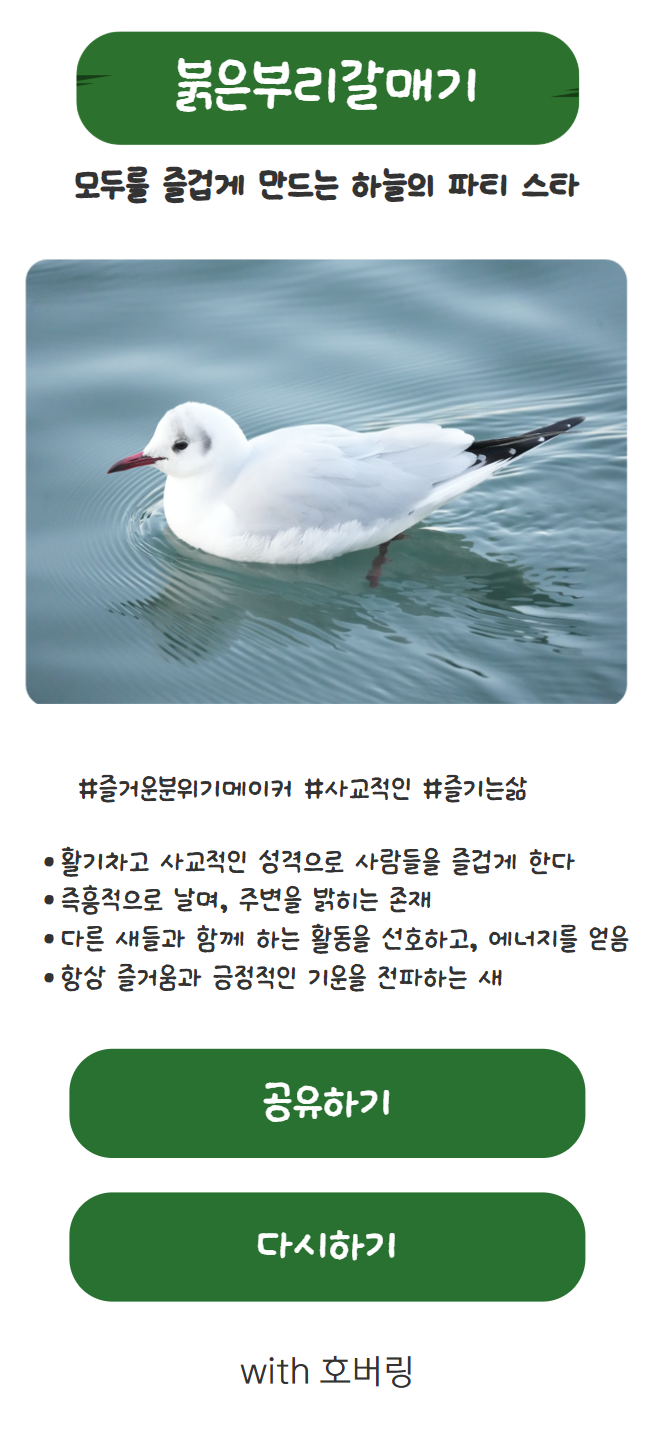 붉은부리갈매기
모두를 즐겁게 만드는 하늘의 파티 스타
#즐거운분위기메이커 #사교적인 #즐기는삶
• 활기차고 사교적인 성격으로 사람들을 즐겁게 한다
• 즉흥적으로 날며, 주변을 밝히는 존재
• 다른 새들과 함께 하는 활동을 선호하고, 에너지를 얻음
• 항상 즐거움과 긍정적인 기운을 전파하는 새
공유하기
다시하기
with 호버링